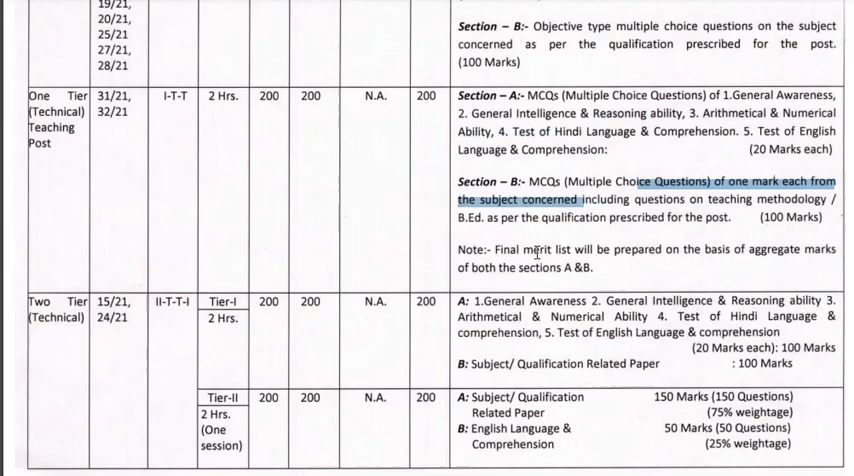 19/21,
20/21,
25/21
27/21,
28/21
Section – B:- Objective type multiple choice questions on the subject
concerned as per the qualification prescribed for the post.
(100 Marks)
One Tier
(Technical)
Teaching
Post
31/21,
32/21
I-T-T
2 Hrs.
200
200
N.A.
200
Section – A:- MCQs (Multiple Choice Questions) of 1.General Awareness,
2. General Intelligence & Reasoning ability, 3. Arithmetical & Numerical
Ability, 4. Test of Hindi Language & Comprehension. 5. Test of English
Language & Comprehension: (20 Marks each)
Section – B:- MCQs (Multiple Choice Questions) of one mark each from
the subject concerned including questions on teaching methodology /
B.Ed. as per the qualification prescribed for the post. (100 Marks)
Note:- Final merit list will be prepared on the basis of aggregate marks
of both the sections A &B.
Two Tier
(Technical)
15/21,
24/21
II-T-T-I
Tier-I
2 Hrs.
200
200
N.A.
200
A: 1.General Awareness 2. General Intelligence & Reasoning ability 3.
Arithmetical & Numerical Ability 4. Test of Hindi Language &
comprehension, 5. Test of English Language & comprehension
(20 Marks each): 100 Marks
B: Subject/ Qualification Related Paper : 100 Marks
Tier-II
2 Hrs.
(One
session)
200
200
N.A.
200
A: Subject/ Qualification 150 Marks (150 Questions)
Related Paper (75% weightage)
B: English Language & 50 Marks (50 Questions)
Comprehension (25% weightage)